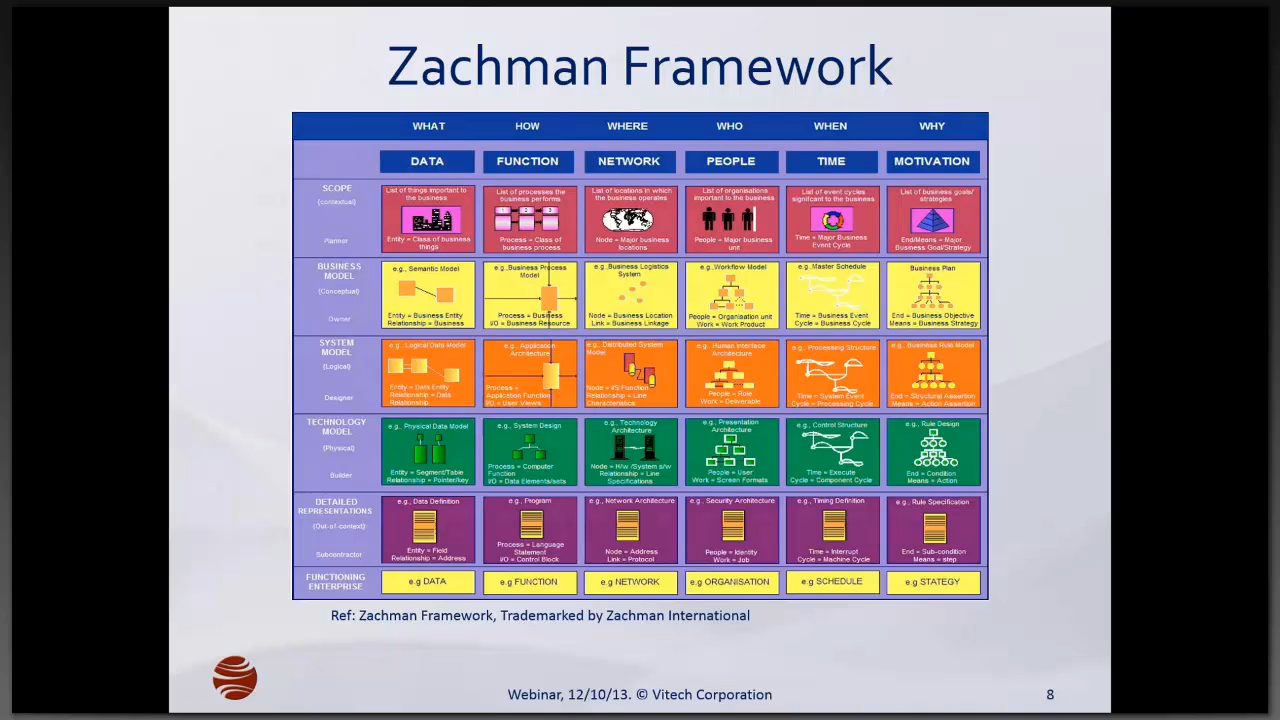 Zachman Framework
WHAT HOW WHERE WHO WHEN WHY
DATA FUNCTION NETWORK PEOPLE TIME MOTIVATION
SCOPE
(contextual)
Planner
List of things important to
the business
Entity = Class of business
things
List of processes the
business performs
1 2 3
Process = Class of
business process
List of locations in which
the business operates
Node = Major business
locations
List of organisations
important to the business
People = Major business
unit
List of event cycles
signifcant to the business
Time = Major Business
Event Cycle
List of business goals/
strategies
End/Means = Major
Business Goal/Strategy
BUSINESS
MODEL
(Conceptual)
Owner
e.g., Semantic Model
Entity = Business Entity
Relationship = Business
e.g.,Business Process
Model
Process = Business
I/O = Business Resource
e.g.,Business Logistics
System
Node = Business Location
Link = Business Linkage
e.g.,Workflow Model
People = Organisation unit
Work = Work Product
e.g.,Master Schedule
Time = Business Event
Cycle = Business Cycle
Business Plan
End = Business Objective
Means = Business Strategy
SYSTEM
MODEL
(Logical)
Designer
e.g., Logical Data Model
Entity = Data Entity
Relationship = Data
Relationship
e.g., Application
Architecture
Process =
Application Function
I/O = User Views
e.g., Distributed System
Model
Node = I/S Function
Relationship = Line
Characteristics
e.g., Human Interface
Architecture
People = Role
Work = Deliverable
e.g., Processing Structure
Time = System Event
Cycle = Processing Cycle
e.g., Business Rule Model
End = Structural Assertion
Means = Action Assertion
TECHNOLOGY
MODEL
(Physical)
Builder
e.g., Physical Data Model
Entity = Segment/Table
Relationship = Pointer/key
e.g., System Design
Process = Computer
Function
I/O = Data Elements/sets
e.g., Technology
Architecture
Node = H/w /System s/w
Relationship = Line
Specifications
e.g., Presentation
Architecture
People = User
Work = Screen Formats
e.g., Control Structure
Time = Execute
Cycle = Component Cycle
e.g., Rule Design
End = Condition
Means = Action
DETAILED
REPRESENTATIONS
(Out-of-context)
Subcontractor
e.g., Data Definition
Entity = Field
Relationship = Address
e.g., Program
Process = Language
Statement
I/O = Control Block
e.g., Network Architecture
Node = Address
Link = Protocol
e.g., Security Architecture
People = Identity
Work = Job
e.g., Timing Definition
Time = Interrupt
Cycle = Machine Cycle
e.g., Rule Specification
End = Sub-condition
Means = step
FUNCTIONING
ENTERPRISE
e.g DATA
e.g FUNCTION
e.g NETWORK
e.g ORGANISATION
e.g SCHEDULE
e.g STATEGY
Ref: Zachman Framework, Trademarked by Zachman International
Webinar, 12/10/13. © Vitech Corporation
8